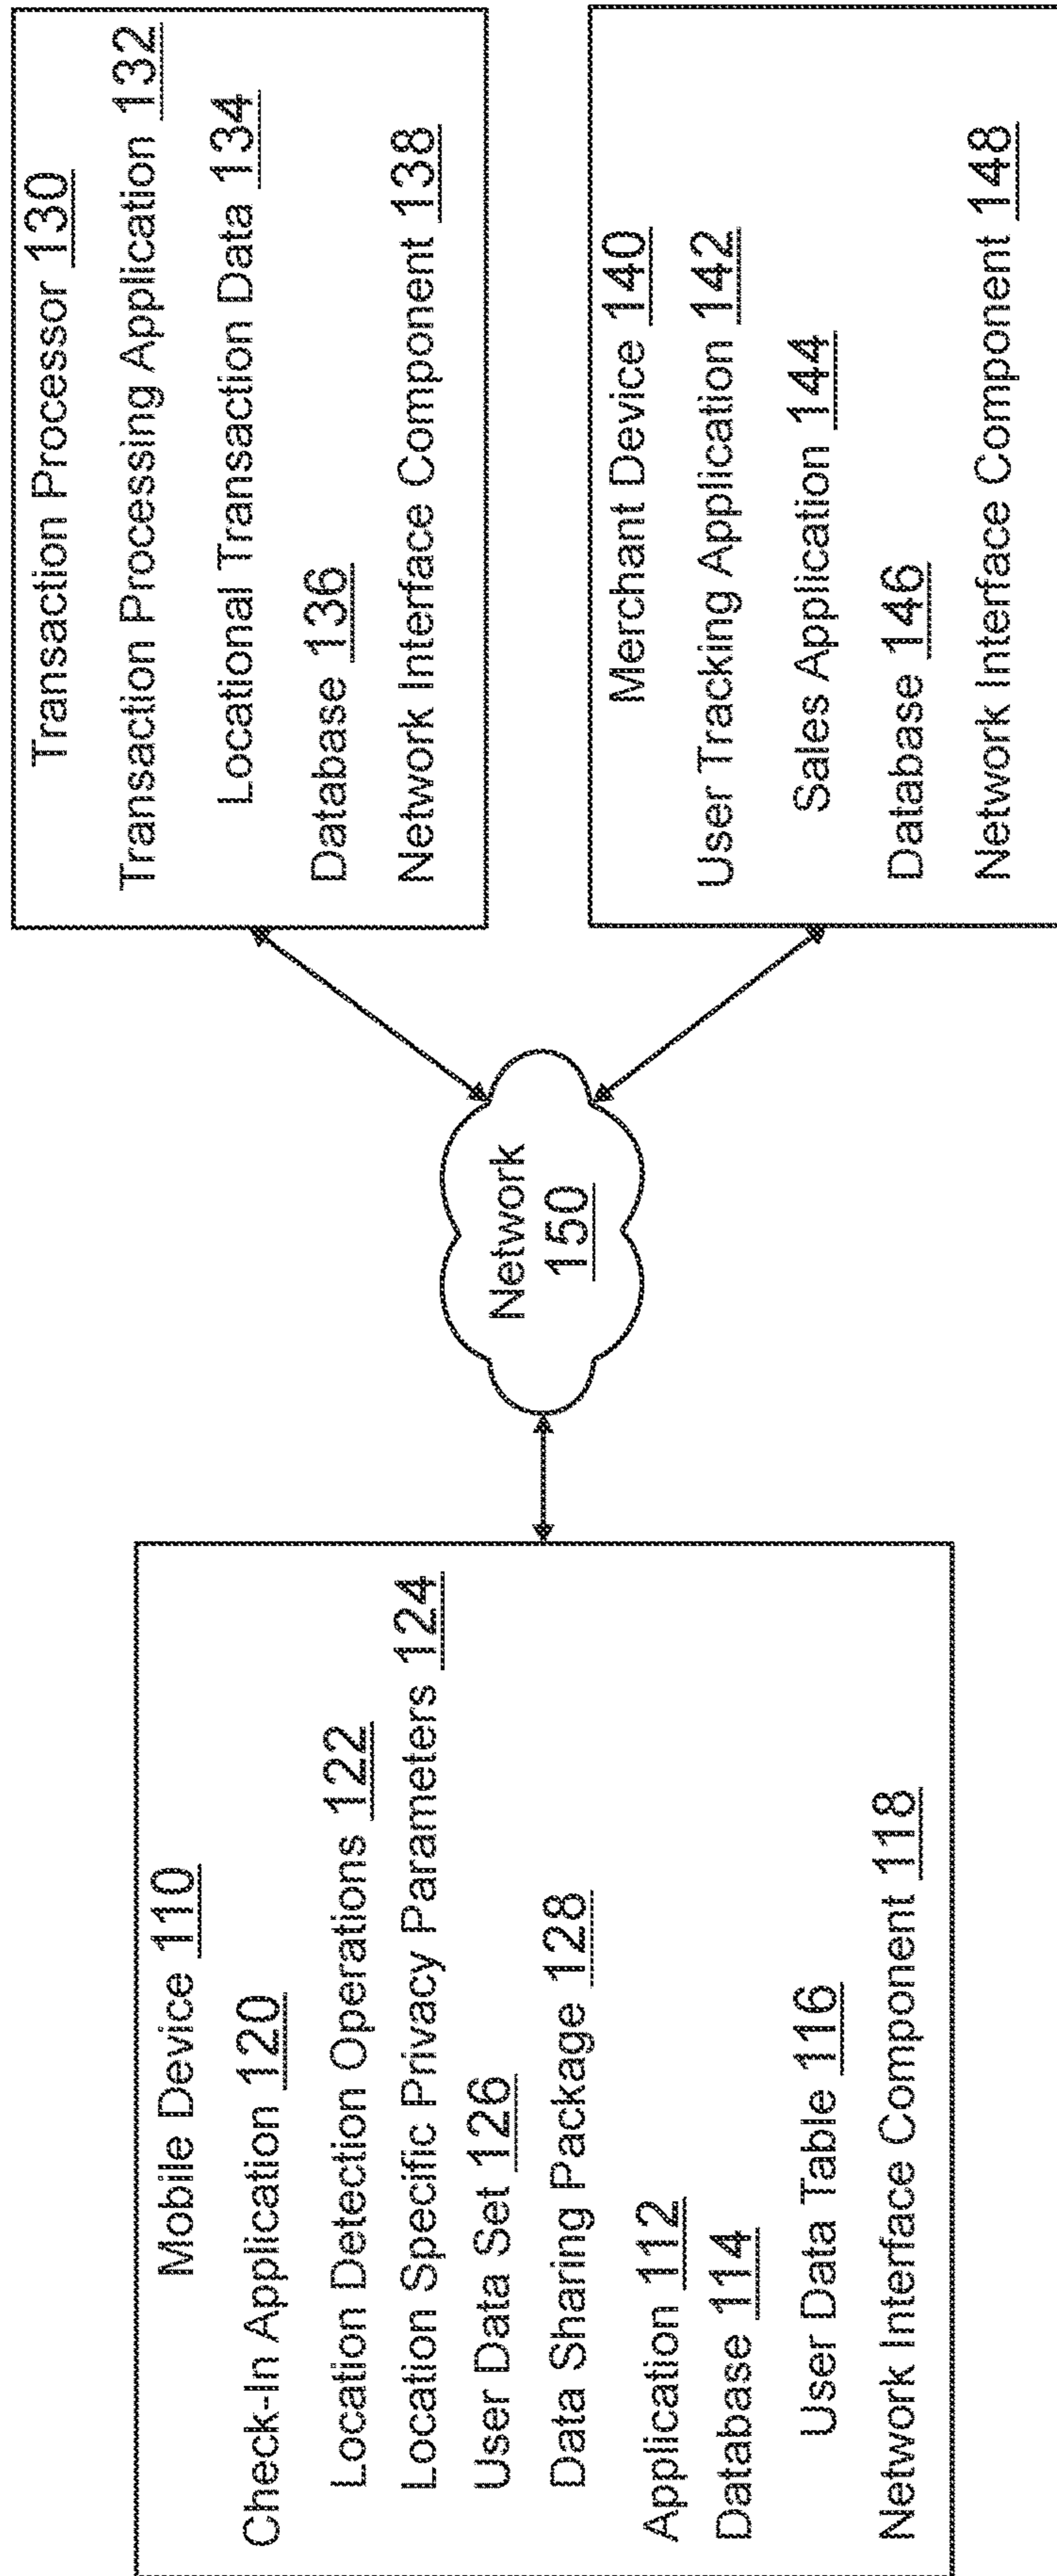 Mobile Device 110
Check-In Application 120
Location Detection Operations 122
Location Specific Privacy Parameters 124
User Data Set 126
Data Sharing Package 128
Application 112
Database 114
User Data Table 116
Network Interface Component 118
Network
150
Transaction Processor 130
Transaction Processing Application 132
Locational Transaction Data 134
Database 136
Network Interface Component 138
Merchant Device 140
User Tracking Application 142
Sales Application 144
Database 146
Network Interface Component 148